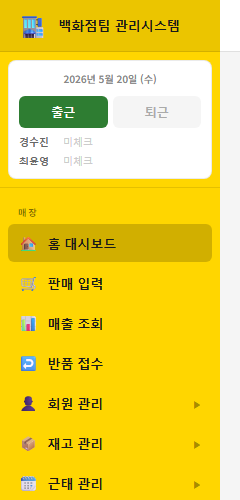 백화점팀 관리시스템
2026년 5월 20일 (수)
출근 퇴근
경수진 미체크
최윤영 미체크
매장
홈 대시보드
판매 입력
매출 조회
반품 접수
회원 관리 ▶
재고 관리 ▶
근태 관리 ▶